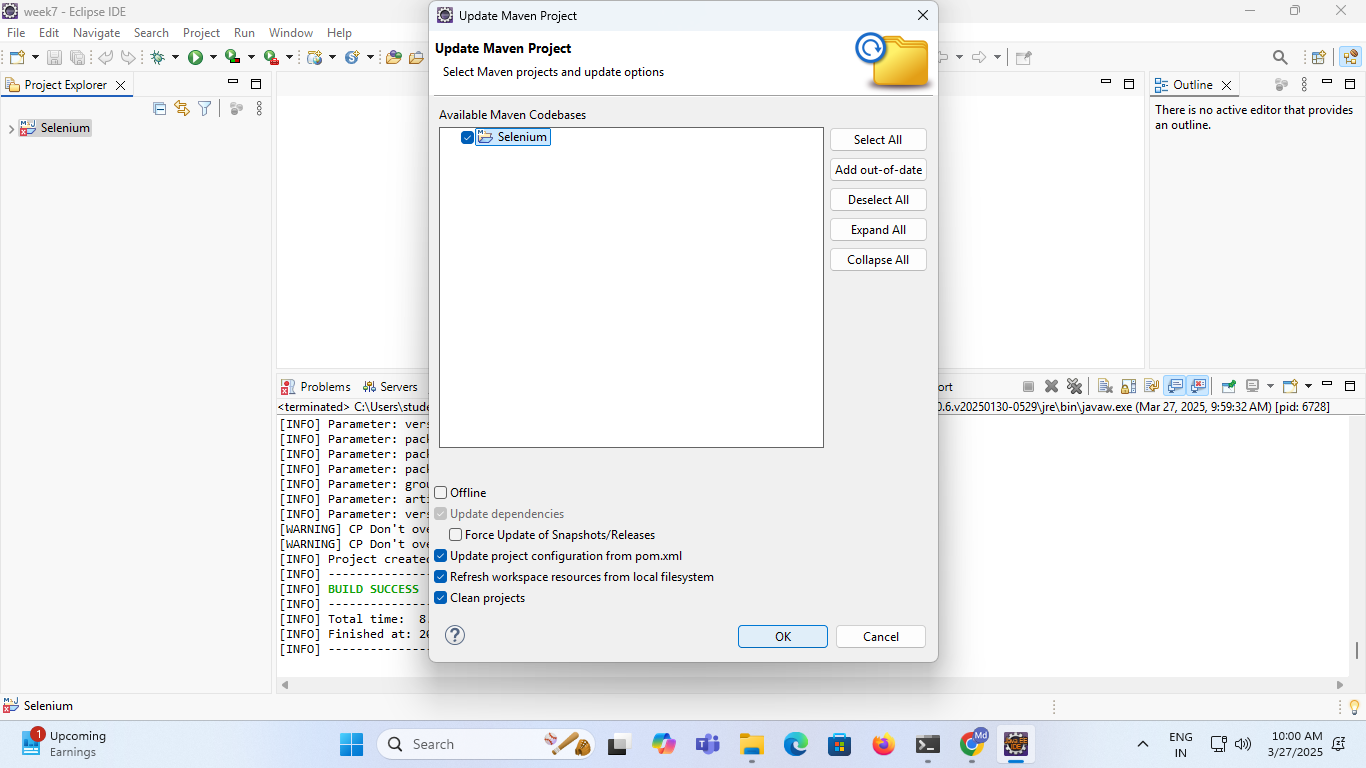 week7 - Eclipse IDE
File Edit Navigate Search Project Run Window Help
Project Explorer
Selenium
Update Maven Project
Update Maven Project
Select Maven projects and update options
Available Maven Codebases
Selenium
Select All
Add out-of-date
Deselect All
Expand All
Collapse All
Offline
Update dependencies
Force Update of Snapshots/Releases
Update project configuration from pom.xml
Refresh workspace resources from local filesystem
Clean projects
?
OK
Cancel
Outline
There is no active editor that provides
an outline.
Problems Servers
ort
<terminated> C:\Users\stude
0.6.v20250130-0529\jre\bin\javaw.exe (Mar 27, 2025, 9:59:32 AM) [pid: 6728]
[INFO] Parameter: vers
[INFO] Parameter: pack
[INFO] Parameter: pack
[INFO] Parameter: pack
[INFO] Parameter: grou
[INFO] Parameter: arti
[INFO] Parameter: vers
[WARNING] CP Don't ove
[WARNING] CP Don't ove
[INFO] Project created
[INFO] ---------------
[INFO] BUILD SUCCESS
[INFO] ---------------
[INFO] Total time: 8.
[INFO] Finished at: 20
[INFO] ---------------
Selenium
1
Upcoming
Earnings
Search
Md
ENG
IN
10:00 AM
3/27/2025